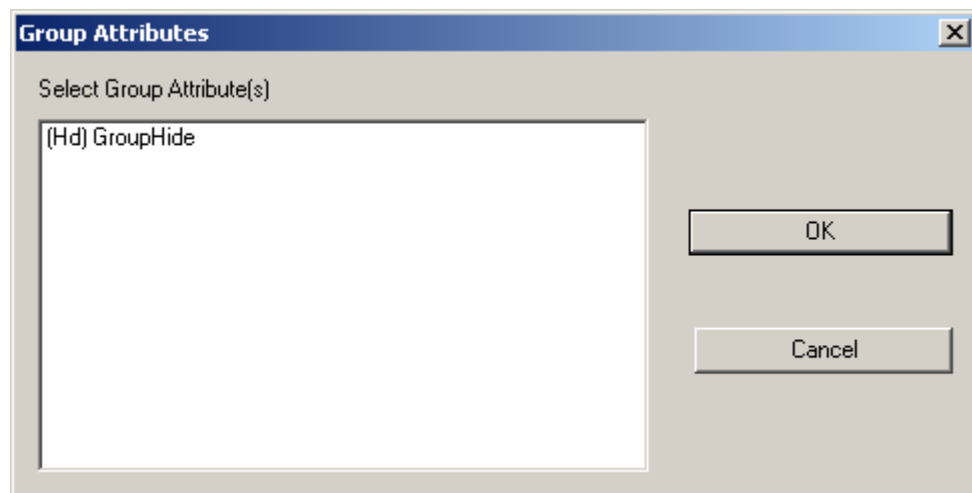 Group Attributes
Select Group Attribute(s)
(Hd) GroupHide
OK
Cancel